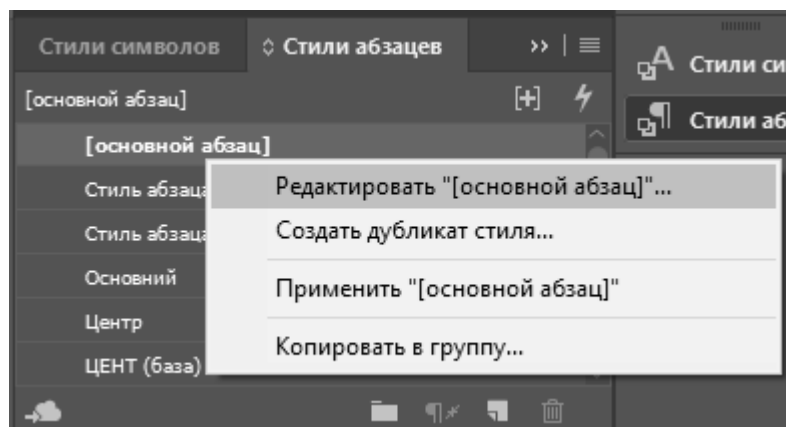 Стили символов
Стили абзацев
[основной абзац]
[основной абзац]
Стиль абзаца
Стиль абзаца
Основний
Центр
ЦЕНТ (база)
Редактировать "[основной абзац]"...
Создать дубликат стиля...
Применить "[основной абзац]"
Копировать в группу...
Стили си
Стили аб